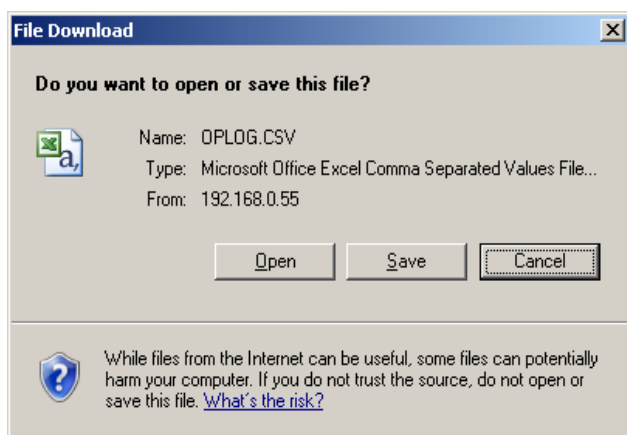 File Download
Do you want to open or save this file?
Name: OPLOG.CSV
Type: Microsoft Office Excel Comma Separated Values File...
From: 192.168.0.55
Open Save Cancel
While files from the Internet can be useful, some files can potentially
harm your computer. If you do not trust the source, do not open or
save this file. What's the risk?